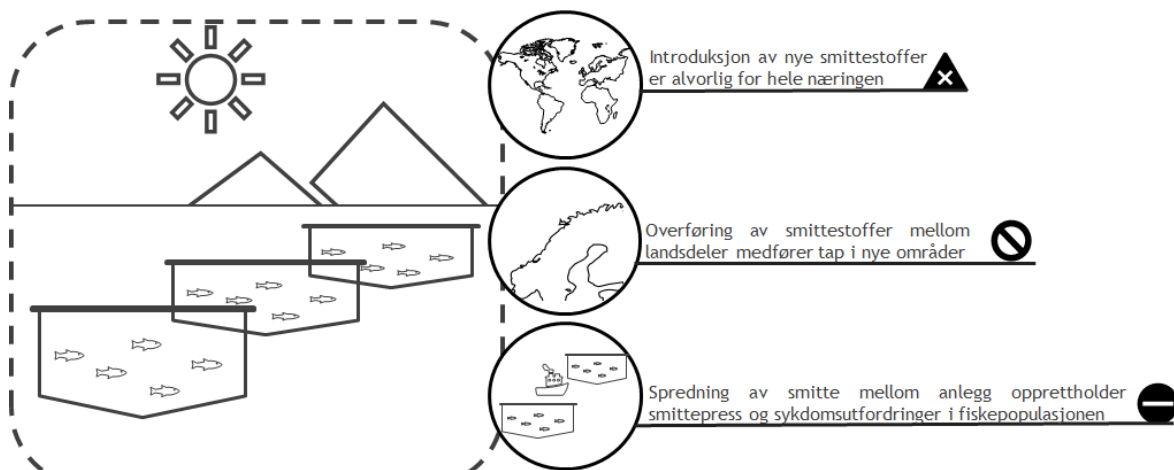 Introduksjon av nye smittestoffer
er alvorlig for hele næringen
Overføring av smittestoffer mellom
landsdeler medfører tap i nye områder
Spredning av smitte mellom anlegg opprettholder
smittepress og sykdomsutfordringer i fiskepopulasjonen